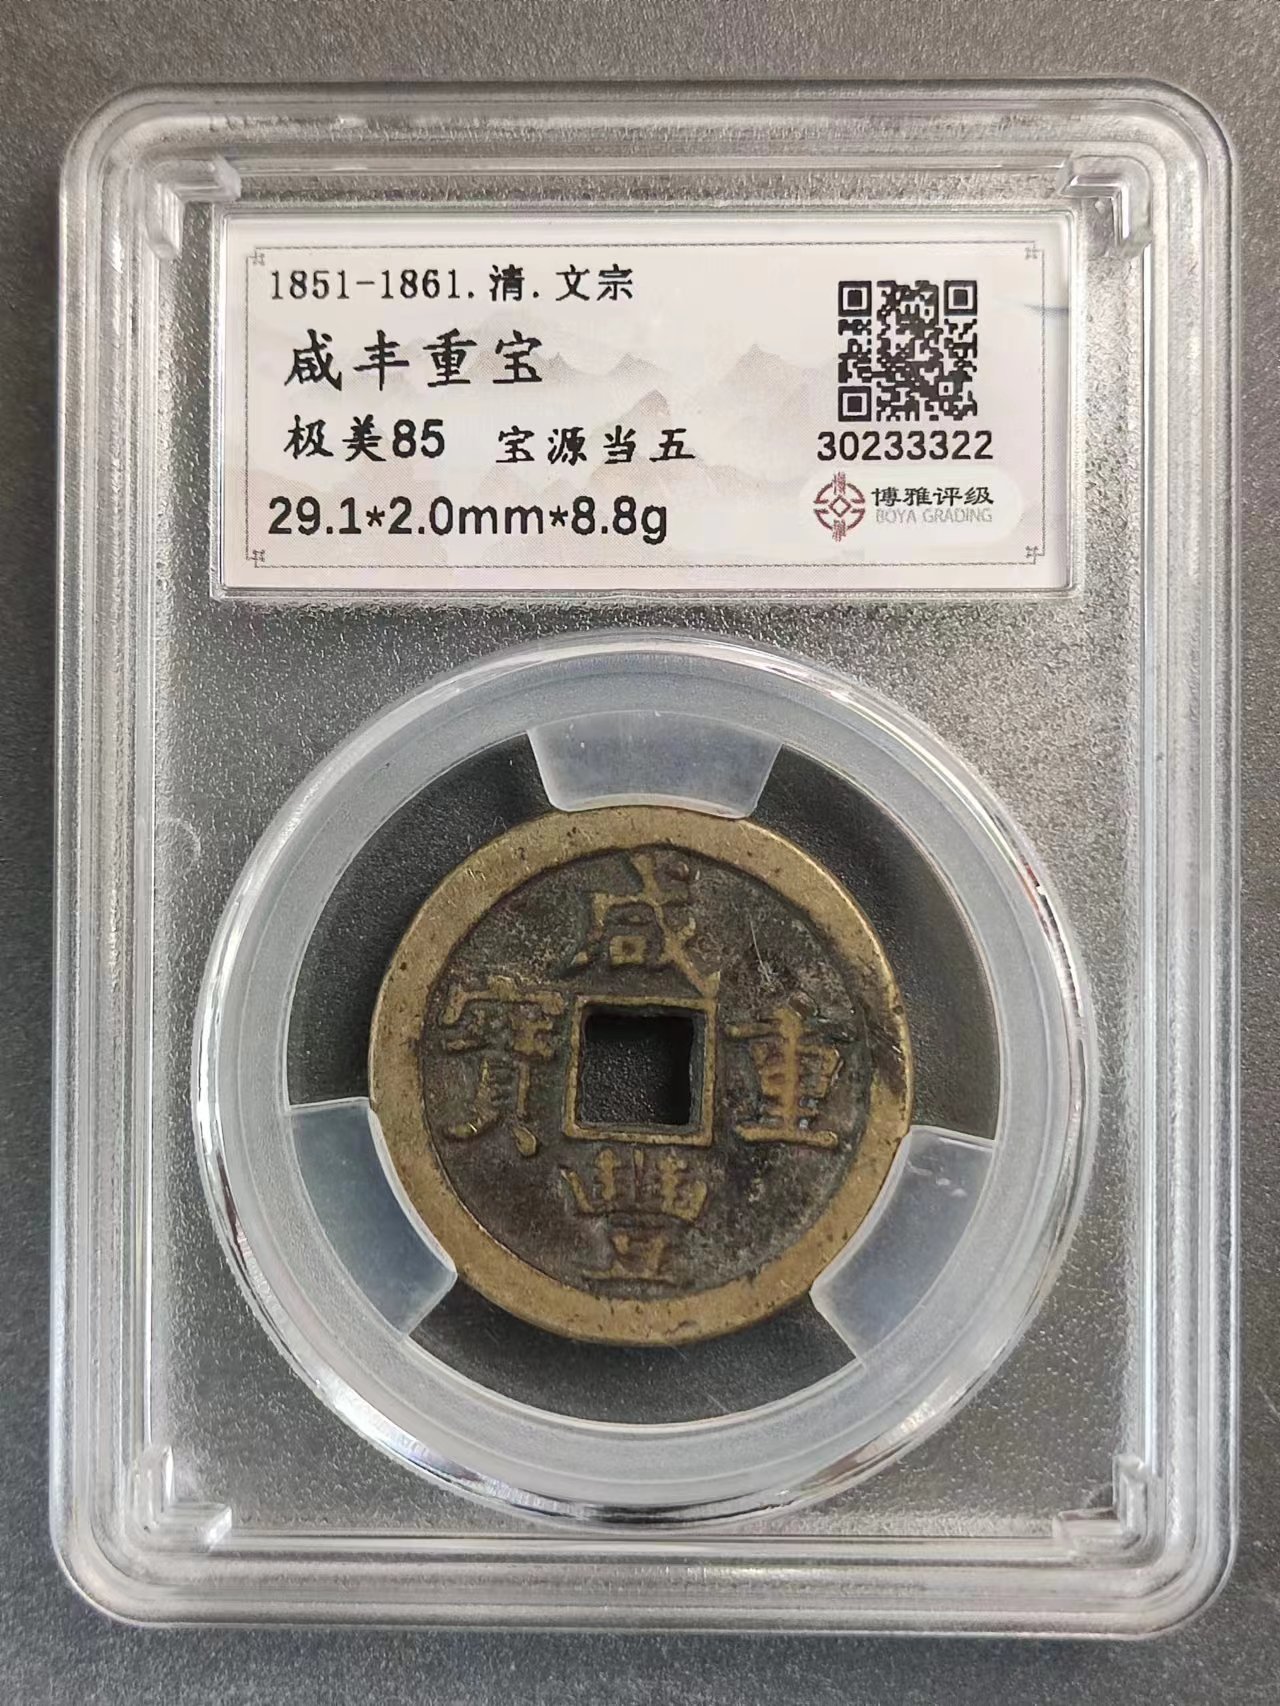 1851-1861.清.文宗
咸丰重宝
极美85 宝源当五
29.1*2.0mm*8.8g
30233322
博雅评级
BOYA GRADING
咸
寶 重
豐